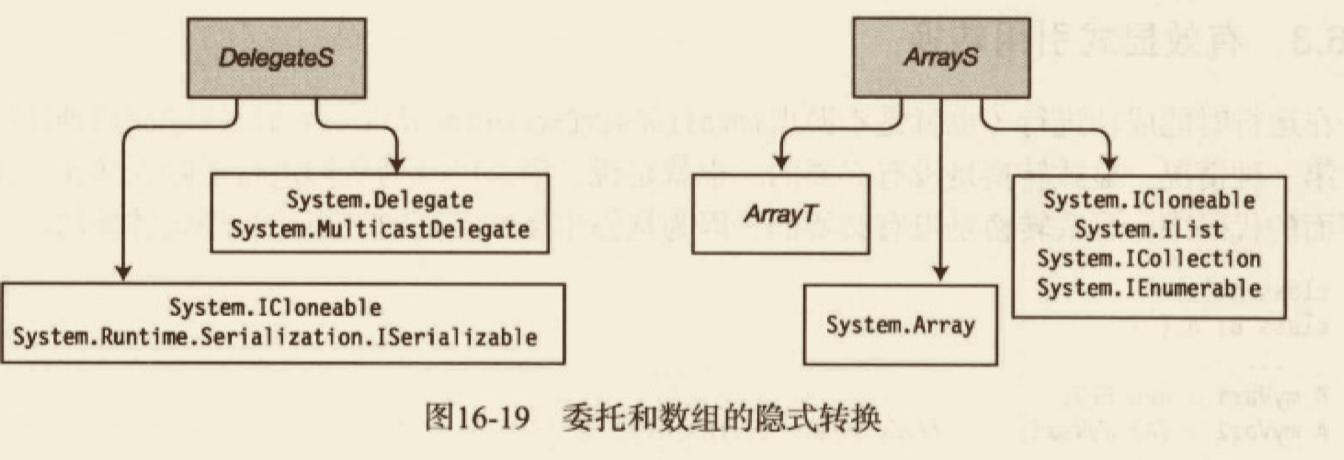 DelegateS
System.Delegate
System.MulticastDelegate
System.ICloneable
System.Runtime.Serialization.ISerializable
ArrayS
ArrayT
System.Array
System.ICloneable
System.IList
System.ICollection
System.IEnumerable
图16-19 委托和数组的隐式转换